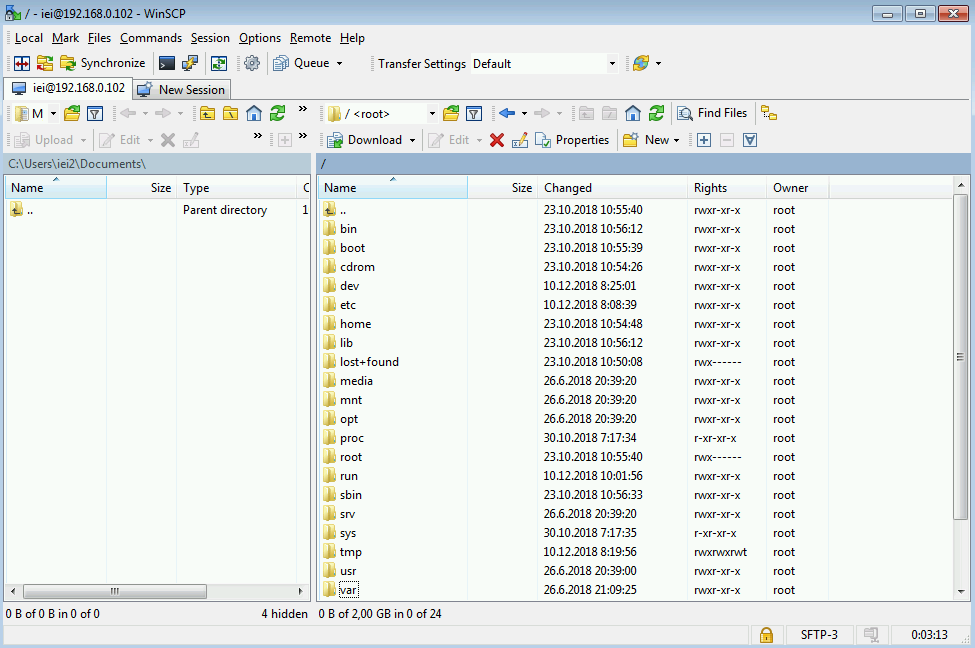 / - iei@192.168.0.102 - WinSCP
Local Mark Files Commands Session Options Remote Help
Synchronize Queue Transfer Settings Default
iei@192.168.0.102 New Session
M / <root> Find Files
Upload Edit Download Edit Properties New
C:\Users\iei2\Documents\ /
Name Size Type C Name Size Changed Rights Owner
.. Parent directory 1 .. 23.10.2018 10:55:40 rwxr-xr-x root
bin 23.10.2018 10:56:12 rwxr-xr-x root
boot 23.10.2018 10:55:39 rwxr-xr-x root
cdrom 23.10.2018 10:54:26 rwxr-xr-x root
dev 10.12.2018 8:25:01 rwxr-xr-x root
etc 10.12.2018 8:08:39 rwxr-xr-x root
home 23.10.2018 10:54:48 rwxr-xr-x root
lib 23.10.2018 10:56:12 rwxr-xr-x root
lost+found 23.10.2018 10:50:08 rwx------ root
media 26.6.2018 20:39:20 rwxr-xr-x root
mnt 26.6.2018 20:39:20 rwxr-xr-x root
opt 26.6.2018 20:39:20 rwxr-xr-x root
proc 30.10.2018 7:17:34 r-xr-xr-x root
root 23.10.2018 10:55:40 rwx------ root
run 10.12.2018 10:01:56 rwxr-xr-x root
sbin 23.10.2018 10:56:33 rwxr-xr-x root
srv 26.6.2018 20:39:20 rwxr-xr-x root
sys 30.10.2018 7:17:35 r-xr-xr-x root
tmp 10.12.2018 8:19:56 rwxrwxrwt root
usr 26.6.2018 20:39:00 rwxr-xr-x root
var 26.6.2018 21:09:25 rwxr-xr-x root
0 B of 0 B in 0 of 0 4 hidden 0 B of 2,00 GB in 0 of 24
SFTP-3 0:03:13